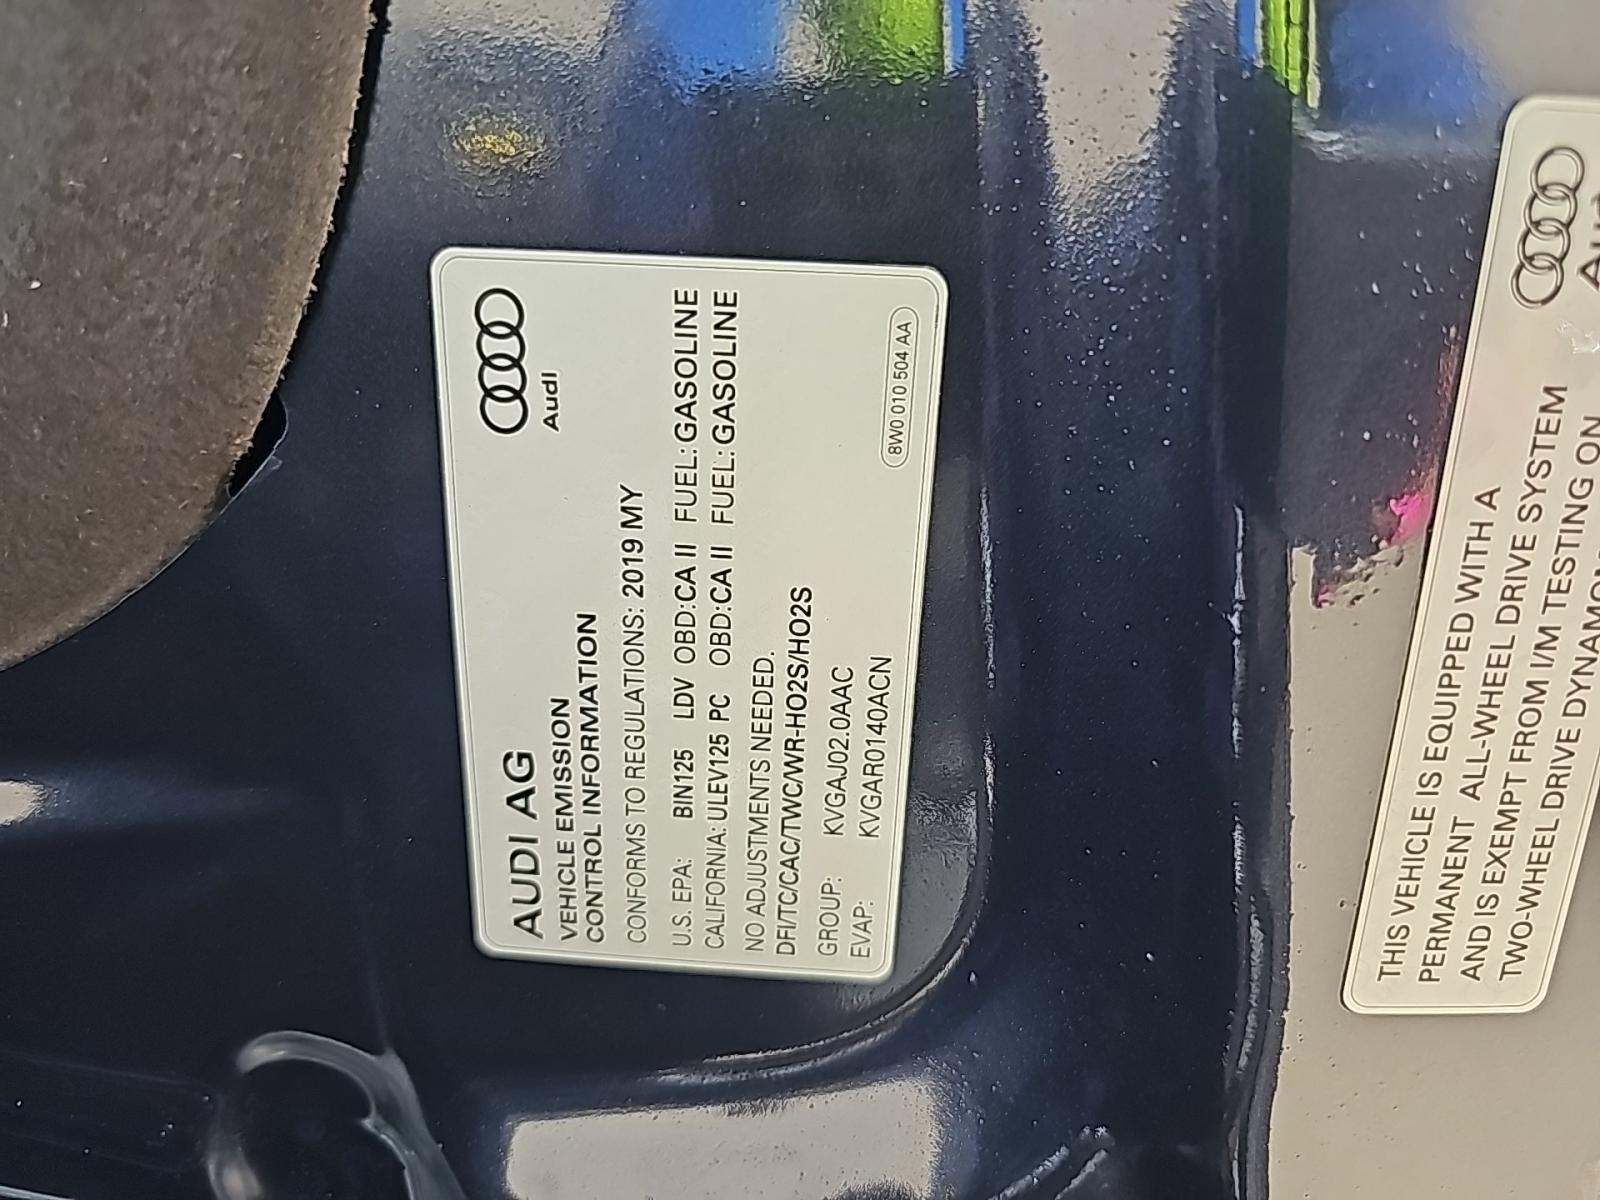 AUDI AG
Audi
VEHICLE EMISSION
CONTROL INFORMATION
CONFORMS TO REGULATIONS: 2019 MY
U.S. EPA: BIN125 LDV OBD:CA II FUEL: GASOLINE
CALIFORNIA: ULEV125 PC OBD:CA II FUEL: GASOLINE
NO ADJUSTMENTS NEEDED.
DFI/TC/CAC/TWC/WR-HO2S/HO2S
GROUP: KVGAJ02.0AAC
EVAP: KVGAR0140ACN
8W0 010 504 AA
THIS VEHICLE IS EQUIPPED WITH A
PERMANENT ALL-WHEEL DRIVE SYSTEM
AND IS EXEMPT FROM I/M TESTING ON
TWO-WHEEL DRIVE